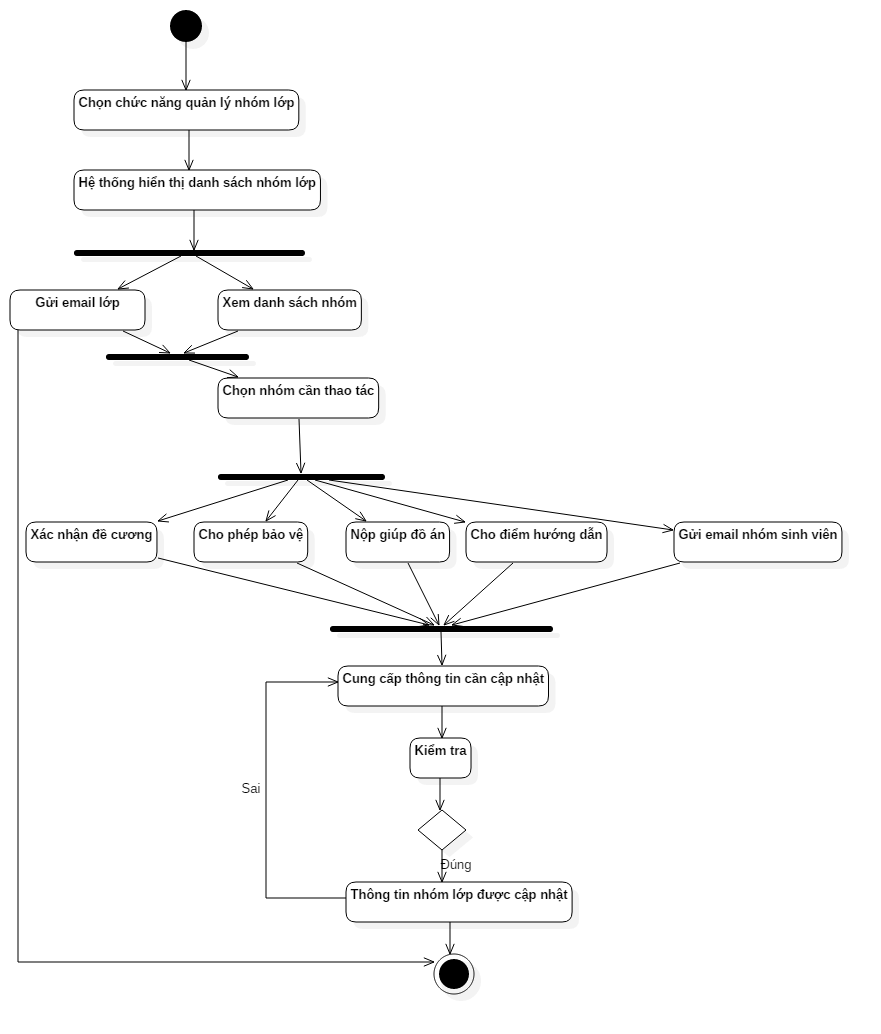 Chọn chức năng quản lý nhóm lớp
Hệ thống hiển thị danh sách nhóm lớp
Gửi email lớp
Xem danh sách nhóm
Chọn nhóm cần thao tác
Xác nhận đề cương
Cho phép bảo vệ
Nộp giúp đồ án
Cho điểm hướng dẫn
Gửi email nhóm sinh viên
Cung cấp thông tin cần cập nhật
Kiểm tra
Sai
Đúng
Thông tin nhóm lớp được cập nhật